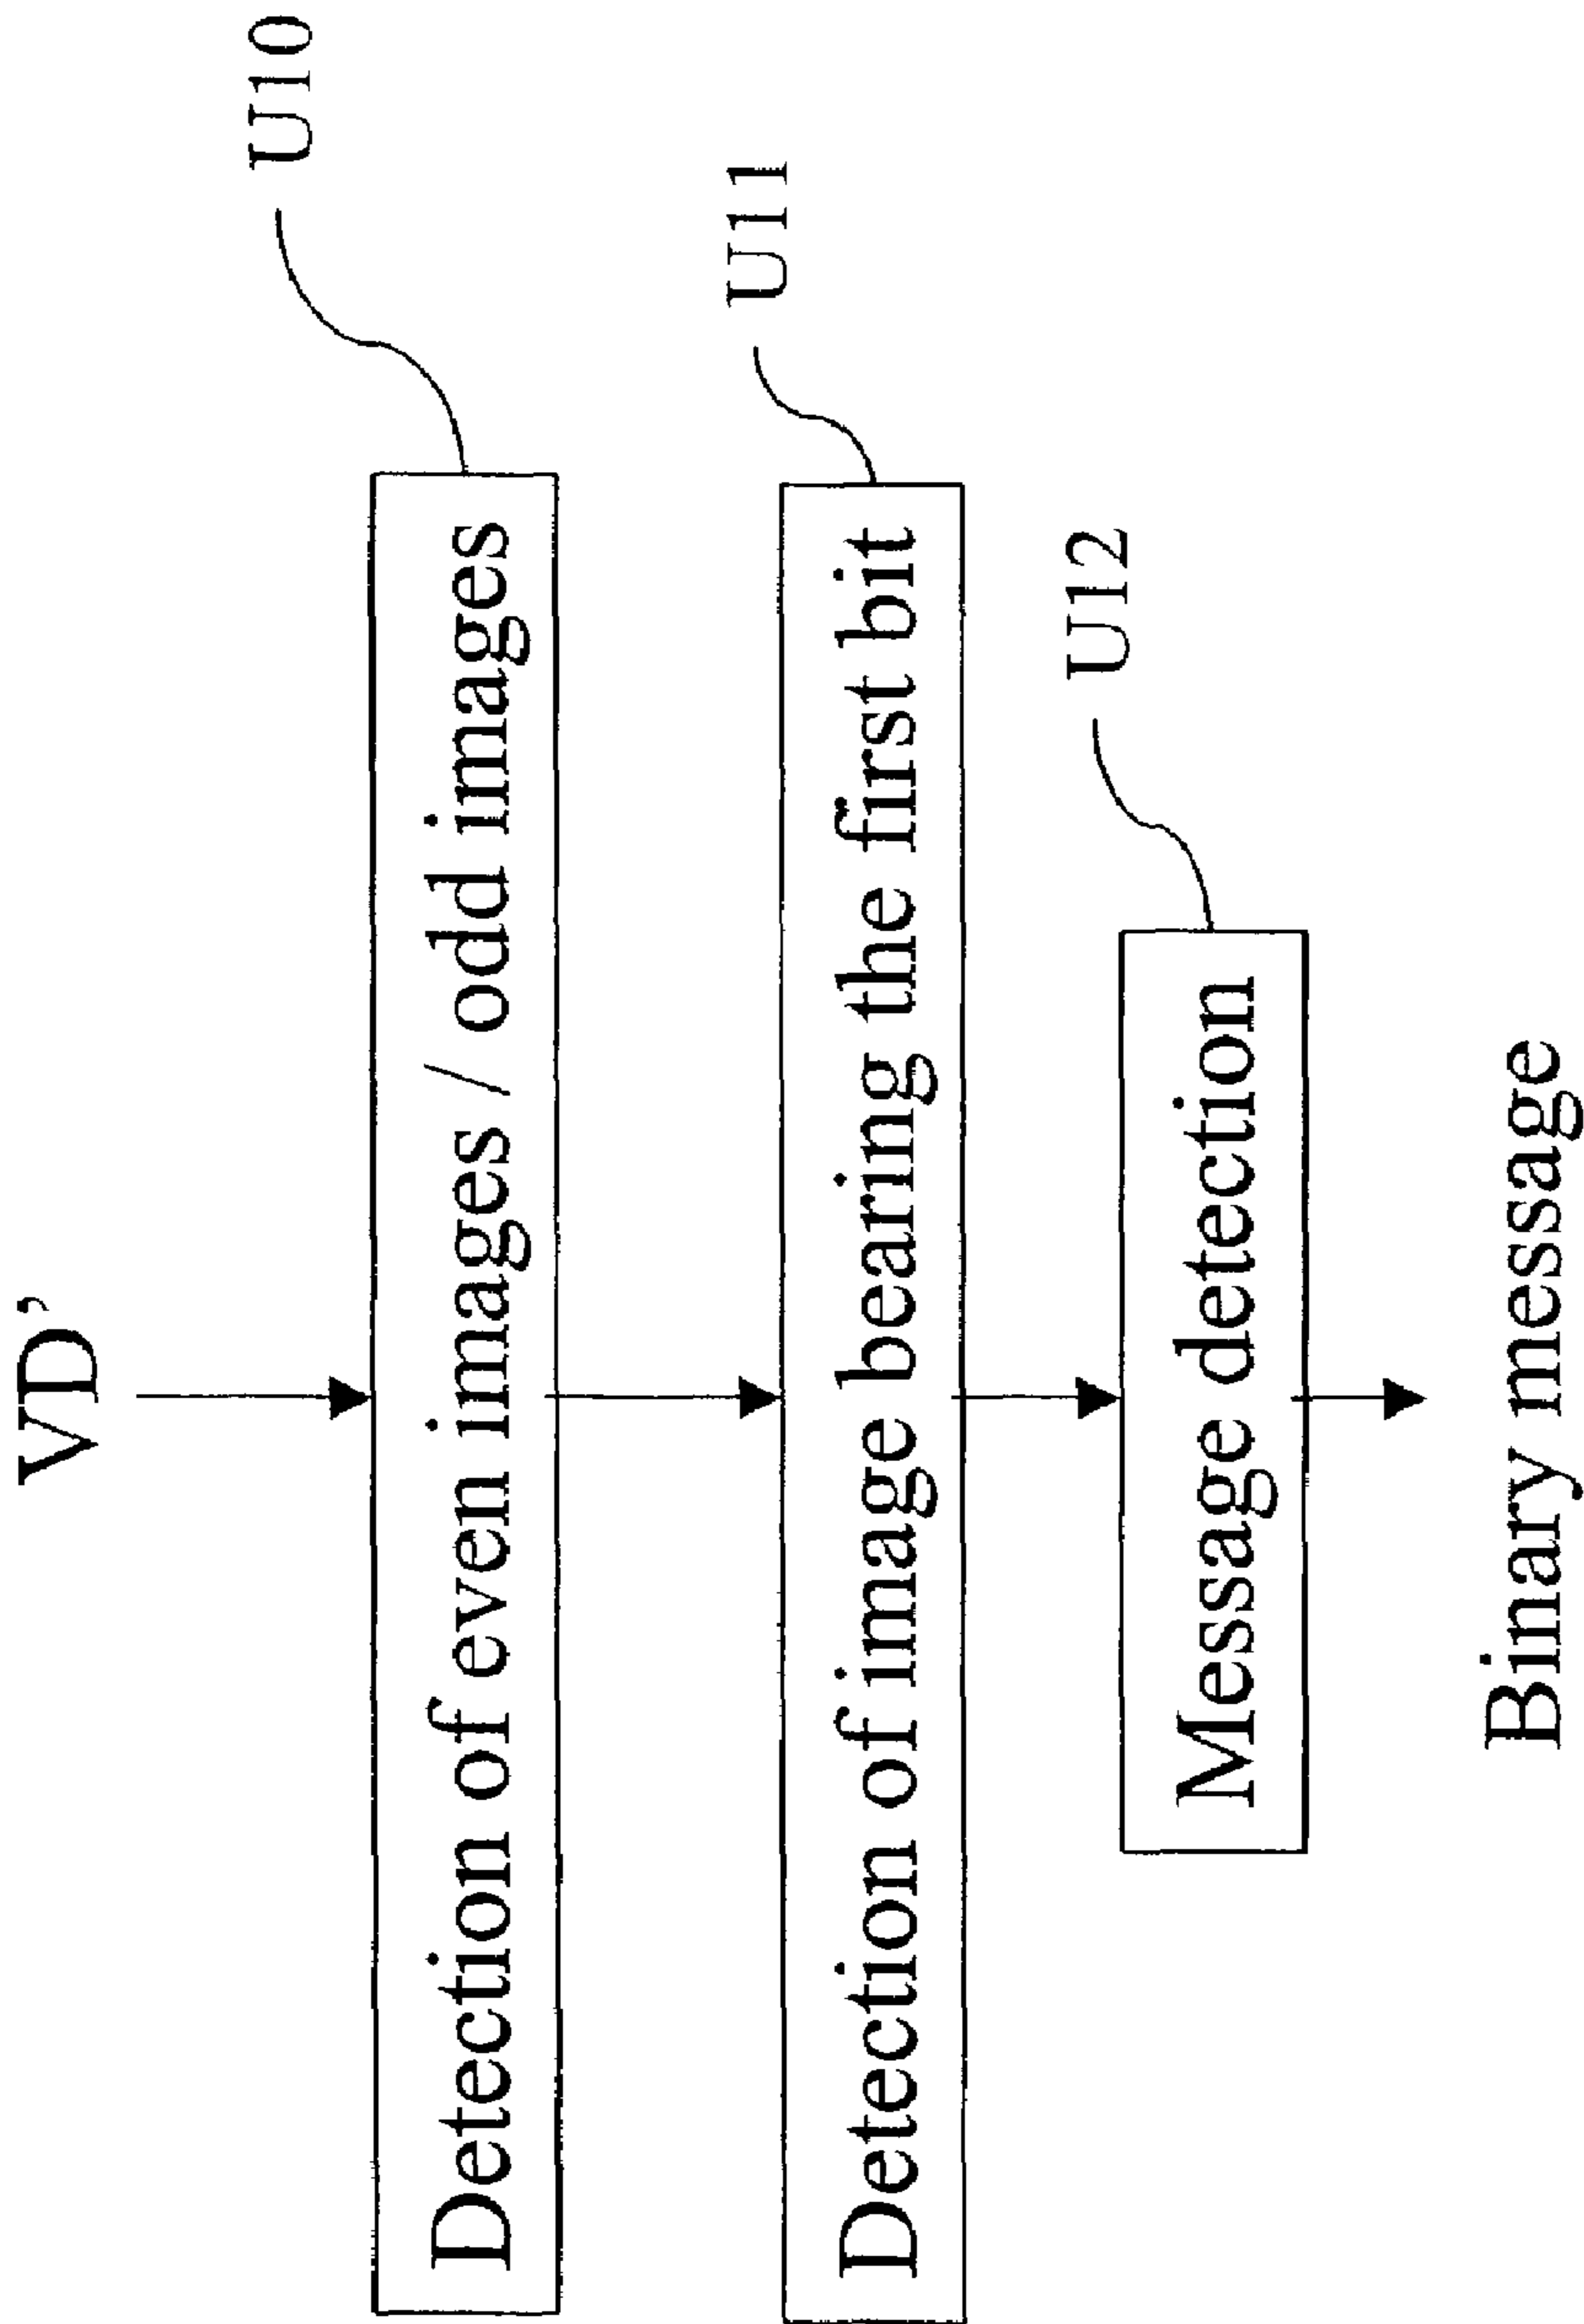 VD’
U10
Detection of even images / odd images
U11
Detection of image bearing the first bit
U12
Message detection
Binary message